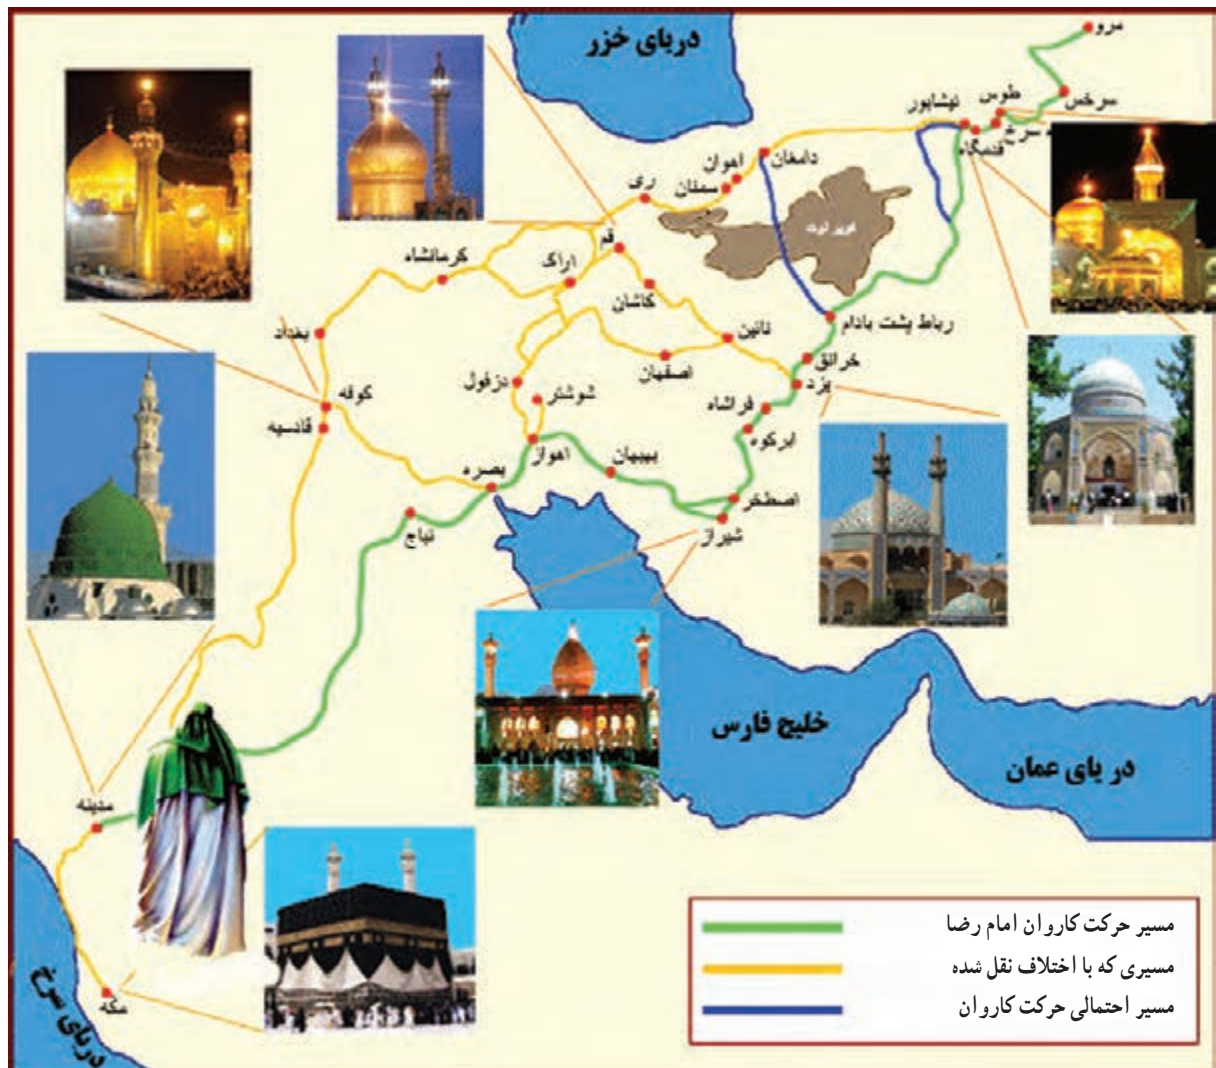 دریای خزر
مرو
سرخس
طوس
نیشابور
ه سرخ
قدمگاه
دامغان
اهوان
سمنان
ری
کویر لوت
قم
اراک
کرمانشاه
کاشان
نائین
رباط پشت بادام
بغداد
خرانق
اصفهان
یزد
دزفول
شوشتر
کوفه
فراشاه
قادسیه
ابرکوه
اهواز
بهبهان
بصره
اصطخر
نباج
شیراز
خلیج فارس
دریای عمان
مدینه
مکه
دریای سرخ
مسیر حرکت کاروان امام رضا
مسیری که با اختلاف نقل شده
مسیر احتمالی حرکت کاروان